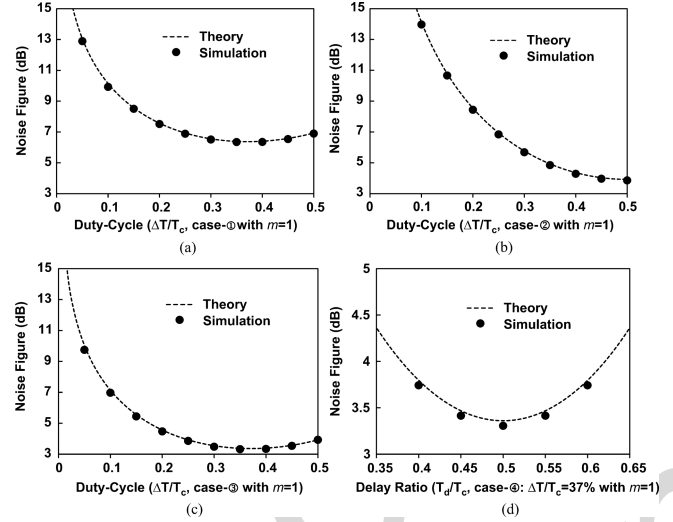 15
13
11
9
7
5
3
Noise Figure (dB)
Theory
Simulation
0 0.1 0.2 0.3 0.4 0.5
Duty-Cycle (ΔT/Tc, case-① with m=1)
(a)
15
13
11
9
7
5
3
Noise Figure (dB)
Theory
Simulation
0 0.1 0.2 0.3 0.4 0.5
Duty-Cycle (ΔT/Tc, case-② with m=1)
(b)
15
13
11
9
7
5
3
Noise Figure (dB)
Theory
Simulation
0 0.1 0.2 0.3 0.4 0.5
Duty-Cycle (ΔT/Tc, case-③ with m=1)
(c)
5
4.5
4
3.5
3
Noise Figure (dB)
Theory
Simulation
0.35 0.4 0.45 0.5 0.55 0.6 0.65
Delay Ratio (Td/Tc, case-④: ΔT/Tc=37% with m=1)
(d)